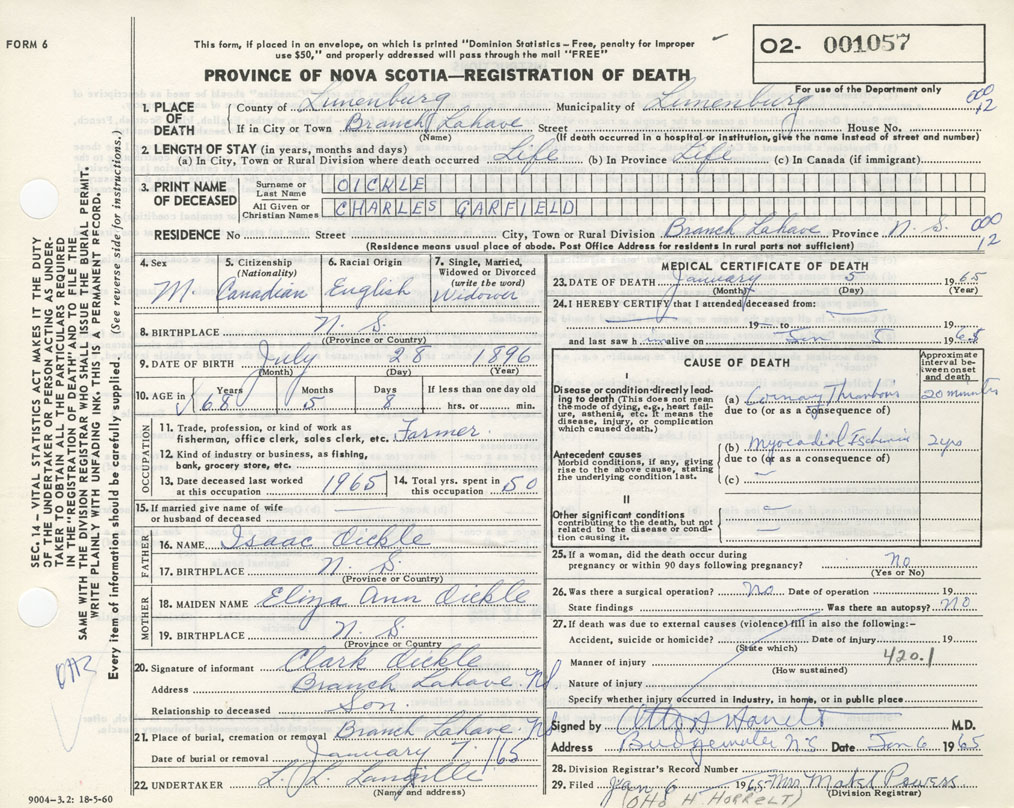 FORM 6
This form, if placed in an envelope, on which is printed "Dominion Statistics – Free, penalty for improper
use $50," and properly addressed will pass through the mail "FREE"
O2- 001057
PROVINCE OF NOVA SCOTIA—REGISTRATION OF DEATH
For use of the Department only
1. PLACE OF DEATH County of Lunenburg Municipality of Lunenburg 000 12
If in City or Town Branch Lahave Street House No.
(Name) (If death occurred in a hospital or institution, give the name instead of street and number)
2. LENGTH OF STAY (in years, months and days)
(a) In City, Town or Rural Division where death occurred Life (b) In Province Life (c) In Canada (if immigrant)
3. PRINT NAME OF DECEASED
Surname or Last Name OICKLE
All Given or Christian Names CHARLES GARFIELD
RESIDENCE No Street City, Town or Rural Division Branch Lahave Province N. S. 000 12
(Residence means usual place of abode. Post Office Address for residents in rural parts not sufficient)
4. Sex M.
5. Citizenship (Nationality) Canadian
6. Racial Origin English
7. Single, Married, Widowed or Divorced (write the word) Widower
8. BIRTHPLACE N. S.
(Province or Country)
9. DATE OF BIRTH July 28 1896
(Month) (Day) (Year)
10. AGE in Years 68 Months 5 Days 8 If less than one day old hrs. or min.
OCCUPATION
11. Trade, profession, or kind of work as
fisherman, office clerk, sales clerk, etc. Farmer.
12. Kind of industry or business, as fishing,
bank, grocery store, etc.
13. Date deceased last worked at this occupation 1965
14. Total yrs. spent in this occupation 50
15. If married give name of wife
or husband of deceased
FATHER
16. NAME Isaac Oickle
17. BIRTHPLACE N. S.
(Province or Country)
MOTHER
18. MAIDEN NAME Eliza Ann Oickle
19. BIRTHPLACE N. S.
(Province or Country)
20. Signature of informant Clark Oickle
Address Branch Lahave. NS
Relationship to deceased Son.
21. Place of burial, cremation or removal Branch Lahave NS
Date of burial or removal January 7. 1965
22. UNDERTAKER L. L. Langille
(Name and address)
9004-3.2: 18-5-60
MEDICAL CERTIFICATE OF DEATH
23. DATE OF DEATH January 5 1965
(Month) (Day) (Year)
24. I HEREBY CERTIFY that I attended deceased from:
19 to 19
and last saw him alive on Jan 5 1965
CAUSE OF DEATH
Approximate interval between onset and death
I
Disease or condition directly lead-
ing to death (This does not mean
the mode of dying, e.g., heart fail-
ure, asthenia, etc. It means the
disease, injury, or complication
which caused death.)
(a) Cornary Thrombosis 20 minutes
due to (or as a consequence of
Antecedent causes
Morbid conditions, if any, giving
rise to the above cause, stating
the underlying condition last.
(b) Myocardial Ischemia 2 yrs
due to (or as a consequence of)
(c)
II
Other significant conditions
contributing to the death, but not
related to the disease or condi-
tion causing it.
25. If a woman, did the death occur during
pregnancy or within 90 days following pregnancy? No
(Yes or No)
26. Was there a surgical operation? No Date of operation 19
State findings Was there an autopsy? No
27. If death was due to external causes (violence) fill in also the following:–
Accident, suicide or homicide? Date of injury 19
(State which)
Manner of injury 420.1
(How sustained)
Nature of injury
Specify whether injury occurred in Industry, in home, or in public place
Signed by M.D.
Address Bridgewater NS Date Jan 6 1965
28. Division Registrar's Record Number
29. Filed Jan 6 1965. Mrs Mabel Powers
(Division Registrar)
(Otto H. HORRELT)
SEC. 14 – VITAL STATISTICS ACT MAKES IT THE DUTY
OF THE UNDERTAKER OR PERSON ACTING AS UNDER-
TAKER TO OBTAIN ALL THE PARTICULARS REQUIRED
IN THE "REGISTRATION OF DEATH" AND TO FILE THE
SAME WITH THE DIVISION REGISTRAR WHO SHALL ISSUE THE BURIAL PERMIT.
WRITE PLAINLY WITH UNFADING INK. THIS IS A PERMANENT RECORD.
Every item of information should be carefully supplied. (See reverse side for instructions.)